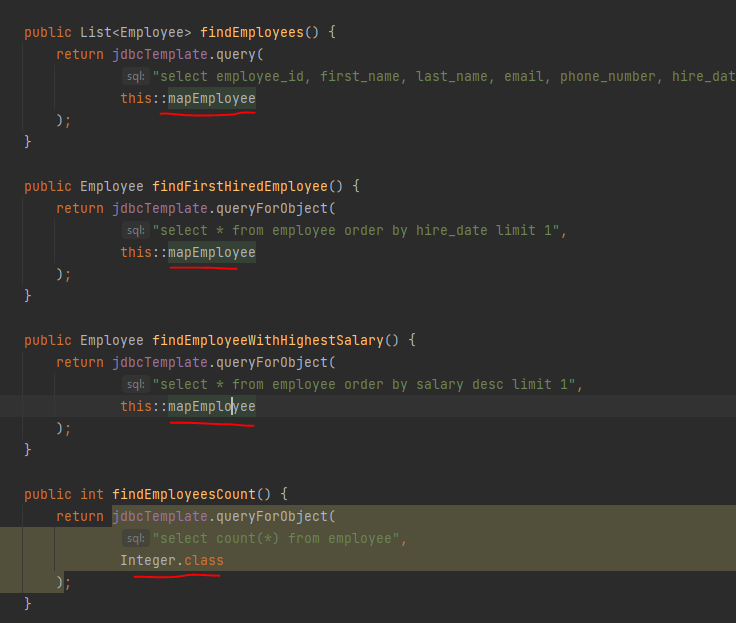 public List<Employee> findEmployees() {
return jdbcTemplate.query(
sql: "select employee_id, first_name, last_name, email, phone_number, hire_dat
this::mapEmployee
);
}
public Employee findFirstHiredEmployee() {
return jdbcTemplate.queryForObject(
sql: "select * from employee order by hire_date limit 1",
this::mapEmployee
);
}
public Employee findEmployeeWithHighestSalary() {
return jdbcTemplate.queryForObject(
sql: "select * from employee order by salary desc limit 1",
this::mapEmployee
);
}
public int findEmployeesCount() {
return jdbcTemplate.queryForObject(
sql: "select count(*) from employee",
Integer.class
);
}